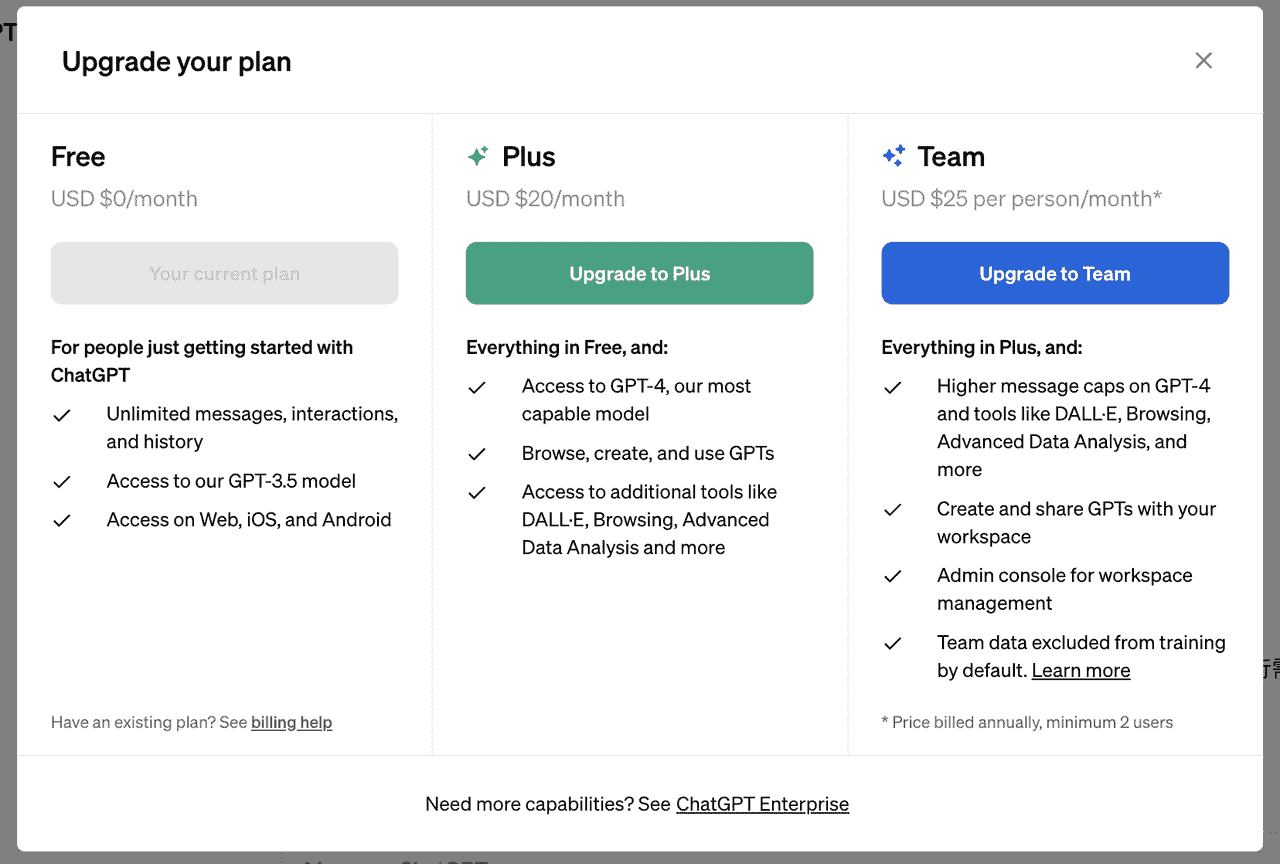 Upgrade your plan
Free
USD $0/month
Your current plan
For people just getting started with
ChatGPT
Unlimited messages, interactions,
and history
Access to our GPT-3.5 model
Access on Web, iOS, and Android
Have an existing plan? See billing help
Plus
USD $20/month
Upgrade to Plus
Everything in Free, and:
Access to GPT-4, our most
capable model
Browse, create, and use GPTs
Access to additional tools like
DALL·E, Browsing, Advanced
Data Analysis and more
Team
USD $25 per person/month*
Upgrade to Team
Everything in Plus, and:
Higher message caps on GPT-4
and tools like DALL·E, Browsing,
Advanced Data Analysis, and
more
Create and share GPTs with your
workspace
Admin console for workspace
management
Team data excluded from training
by default. Learn more
* Price billed annually, minimum 2 users
Need more capabilities? See ChatGPT Enterprise